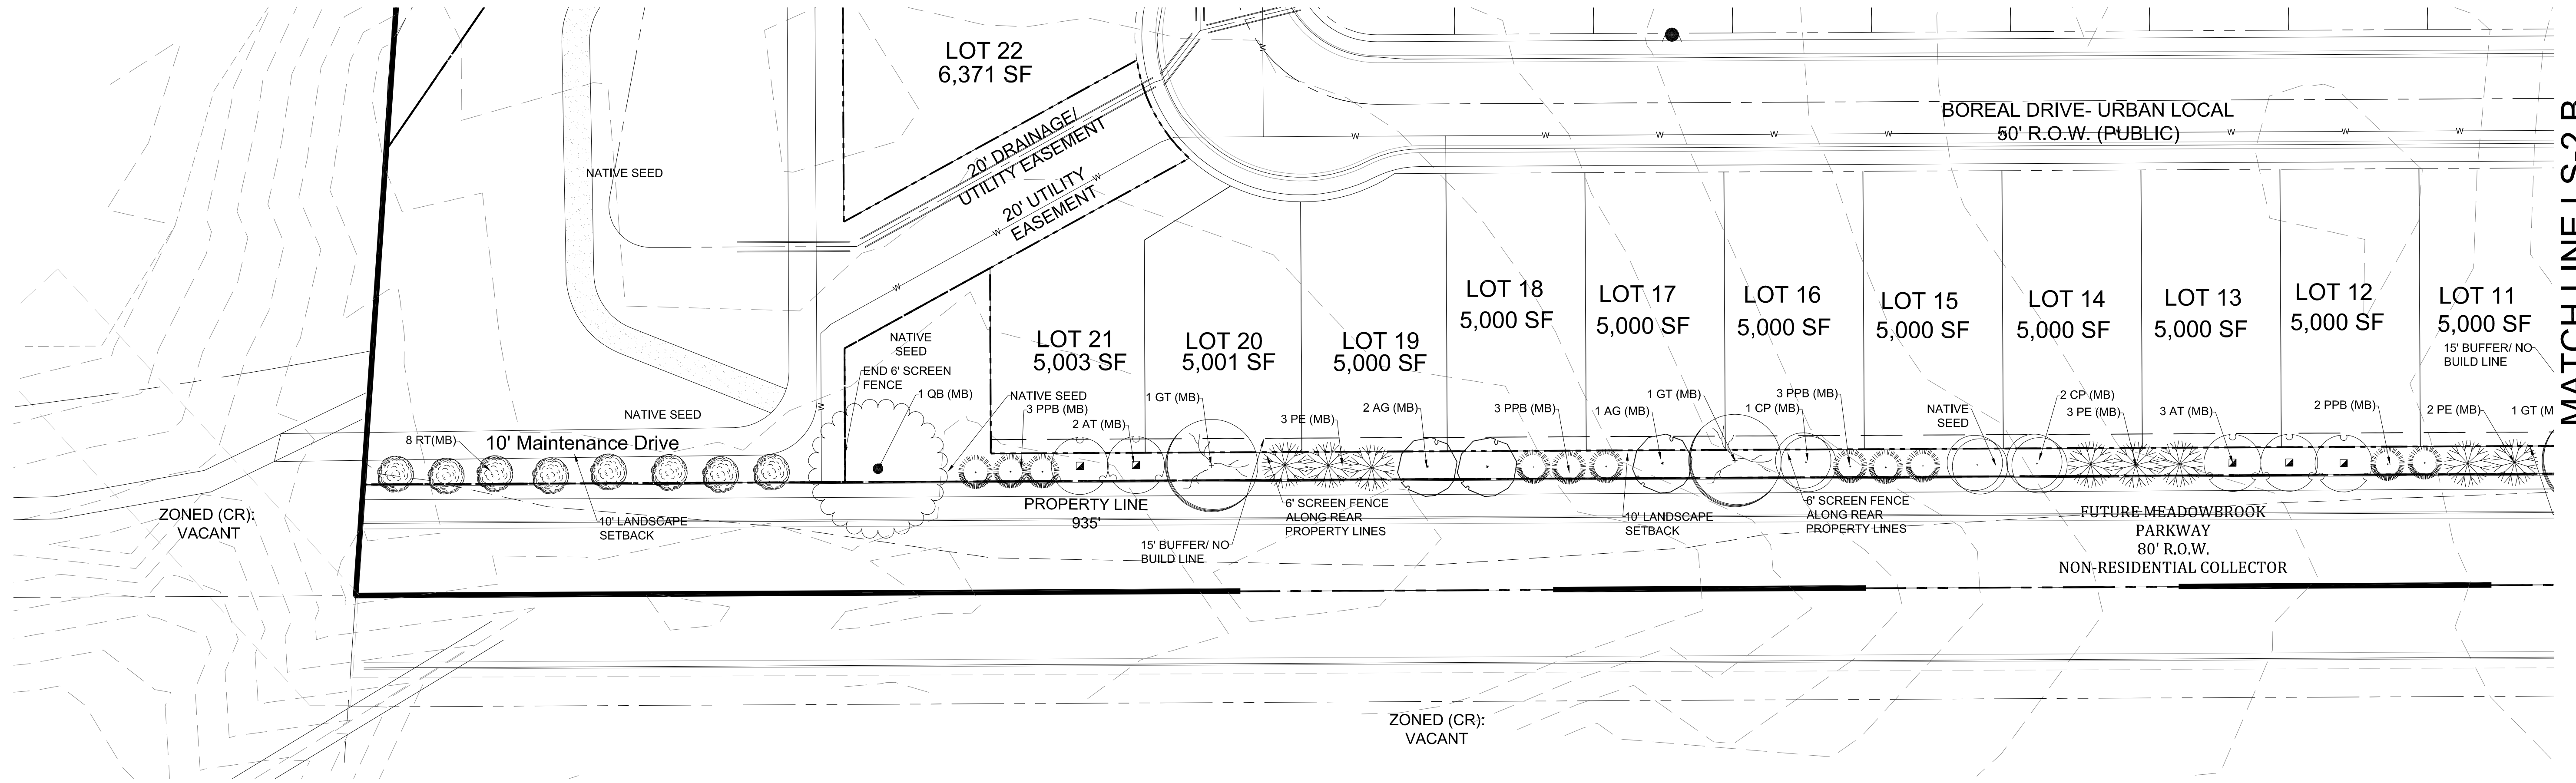 LOT 22
6,371 SF
20' DRAINAGE/
UTILITY EASEMENT
20' UTILITY
EASEMENT
W
W
W
W
W
BOREAL DRIVE- URBAN LOCAL
50' R.O.W. (PUBLIC)
W
W
W
W
W
W
W
W
W
MATCH LINE LS-2.B
NATIVE SEED
NATIVE
SEED
END 6' SCREEN
FENCE
1 QB (MB)
NATIVE SEED
8 RT(MB)
10' Maintenance Drive
10' LANDSCAPE
SETBACK
ZONED (CR):
VACANT
LOT 21
5,003 SF
LOT 20
5,001 SF
LOT 19
5,000 SF
LOT 18
5,000 SF
LOT 17
5,000 SF
LOT 16
5,000 SF
LOT 15
5,000 SF
LOT 14
5,000 SF
LOT 13
5,000 SF
LOT 12
5,000 SF
LOT 11
5,000 SF
15' BUFFER/ NO
BUILD LINE
NATIVE SEED
3 PPB (MB)
2 AT (MB)
1 GT (MB)
3 PE (MB)
2 AG (MB)
3 PPB (MB)
1 AG (MB)
1 GT (MB)
1 CP (MB)
3 PPB (MB)
NATIVE
SEED
2 CP (MB)
3 PE (MB)
3 AT (MB)
2 PPB (MB)
2 PE (MB)
1 GT (M
PROPERTY LINE
935'
15' BUFFER/ NO
BUILD LINE
6' SCREEN FENCE
ALONG REAR
PROPERTY LINES
10' LANDSCAPE
SETBACK
6' SCREEN FENCE
ALONG REAR
PROPERTY LINES
FUTURE MEADOWBROOK
PARKWAY
80' R.O.W.
NON-RESIDENTIAL COLLECTOR
ZONED (CR):
VACANT